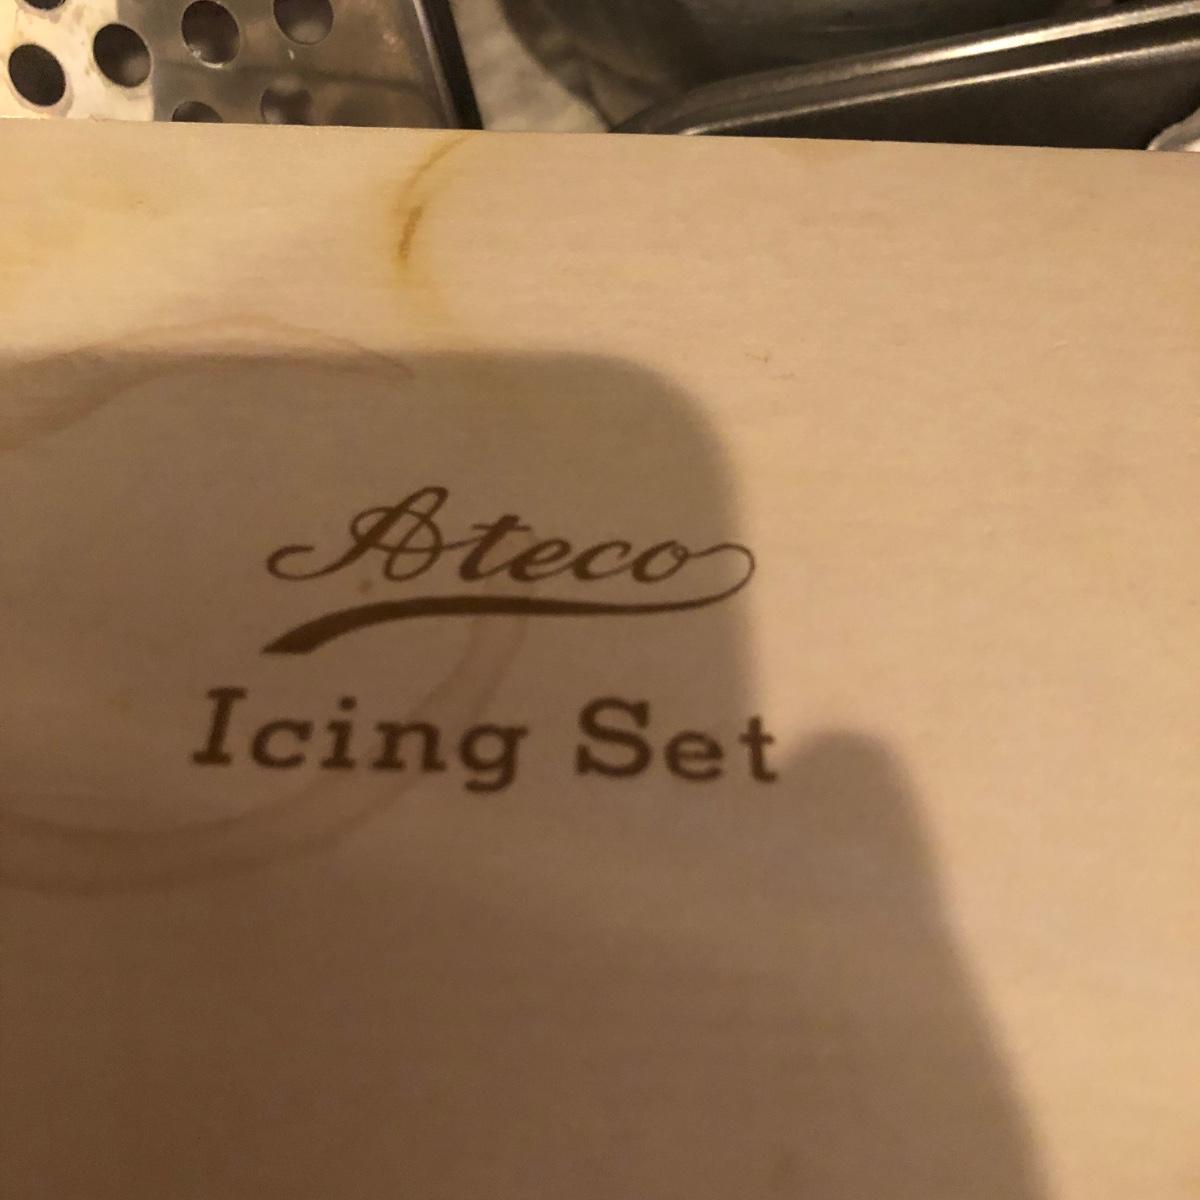 Ateco
Icing Set